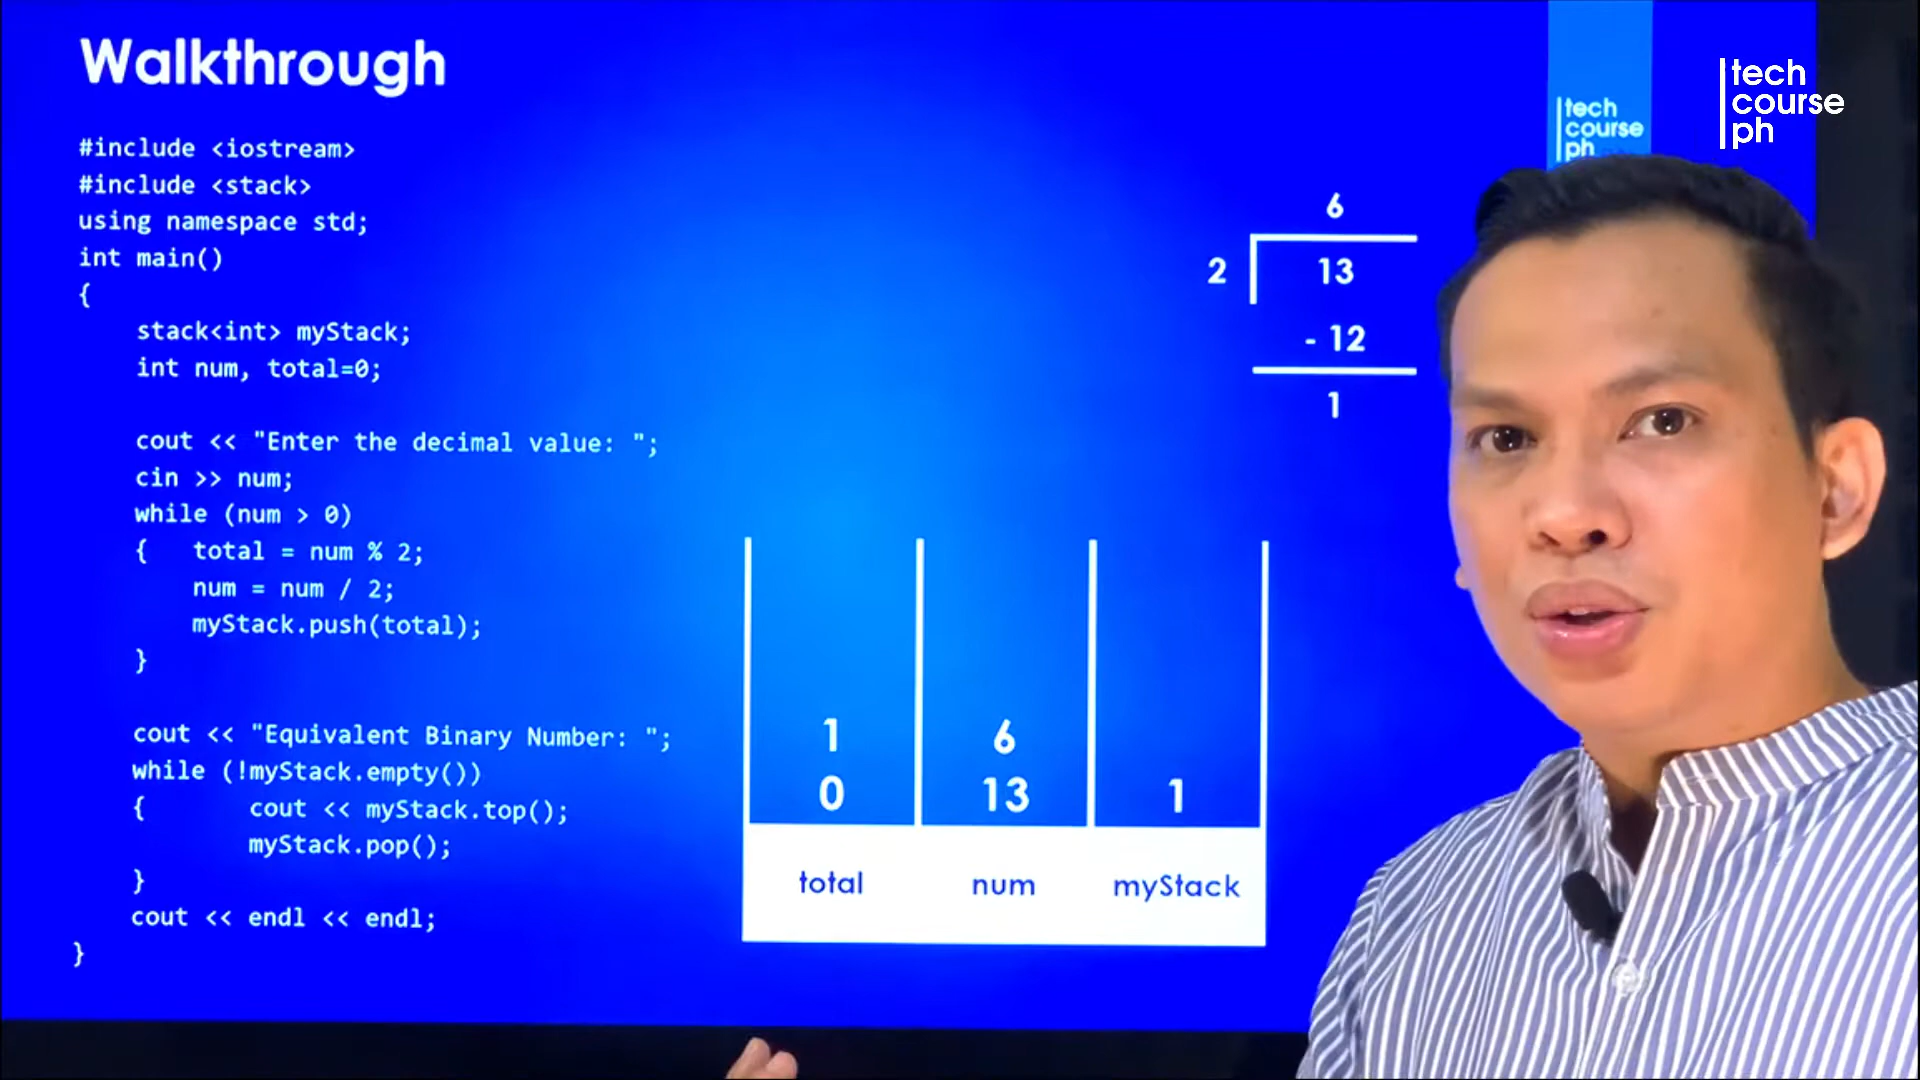 Walkthrough
#include <iostream>
#include <stack>
using namespace std;
int main()
{
stack<int> myStack;
int num, total=0;
cout << "Enter the decimal value: ";
cin >> num;
while (num > 0)
{ total = num % 2;
num = num / 2;
myStack.push(total);
}
cout << "Equivalent Binary Number: ";
while (!myStack.empty())
{ cout << myStack.top();
myStack.pop();
}
cout << endl << endl;
}
6
2 13
- 12
1
1 6
0 13 1
total num myStack
tech
course
ph
tech
course
ph